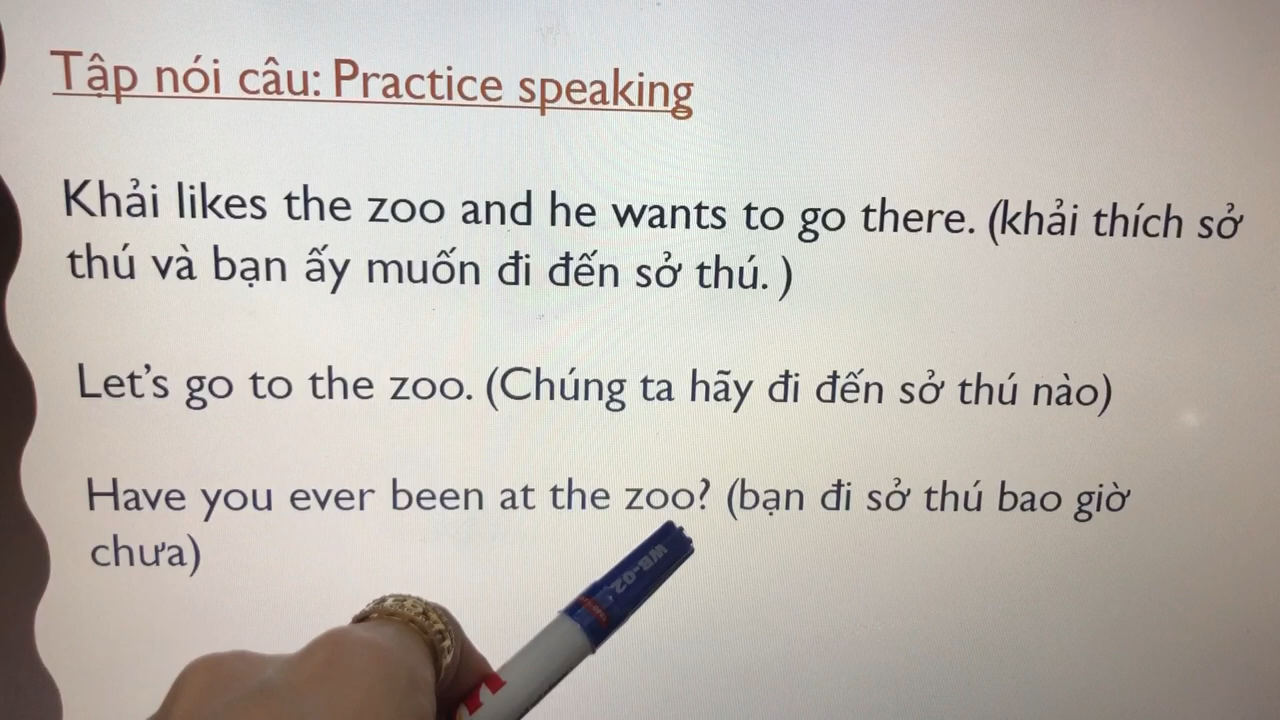 Tập nói câu: Practice speaking
Khải likes the zoo and he wants to go there. (khải thích sở
thú và bạn ấy muốn đi đến sở thú. )
Let's go to the zoo. (Chúng ta hãy đi đến sở thú nào)
Have you ever been at the zoo? (bạn đi sở thú bao giờ
chưa)
WB-02